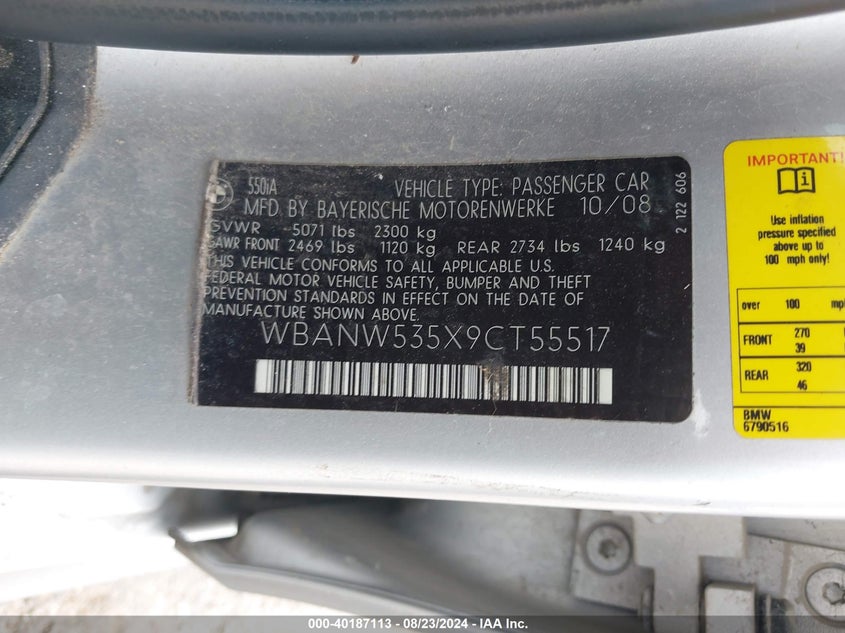 550iA
VEHICLE TYPE: PASSENGER CAR
MFD BY BAYERISCHE MOTORENWERKE 10/08
GVWR 5071 lbs 2300 kg
GAWR FRONT 2469 lbs 1120 kg REAR 2734 lbs 1240 kg
THIS VEHICLE CONFORMS TO ALL APPLICABLE U.S.
FEDERAL MOTOR VEHICLE SAFETY, BUMPER AND THEFT
PREVENTION STANDARDS IN EFFECT ON THE DATE OF
MANUFACTURE SHOWN ABOVE.
WBANW535X9CT55517
2 122 606
IMPORTANT!
Use inflation
pressure specified
above up to
100 mph only!
over 100 mp
FRONT 270
39
REAR 320
46
BMW
6790516
000-40187113 - 08/23/2024 - IAA Inc.